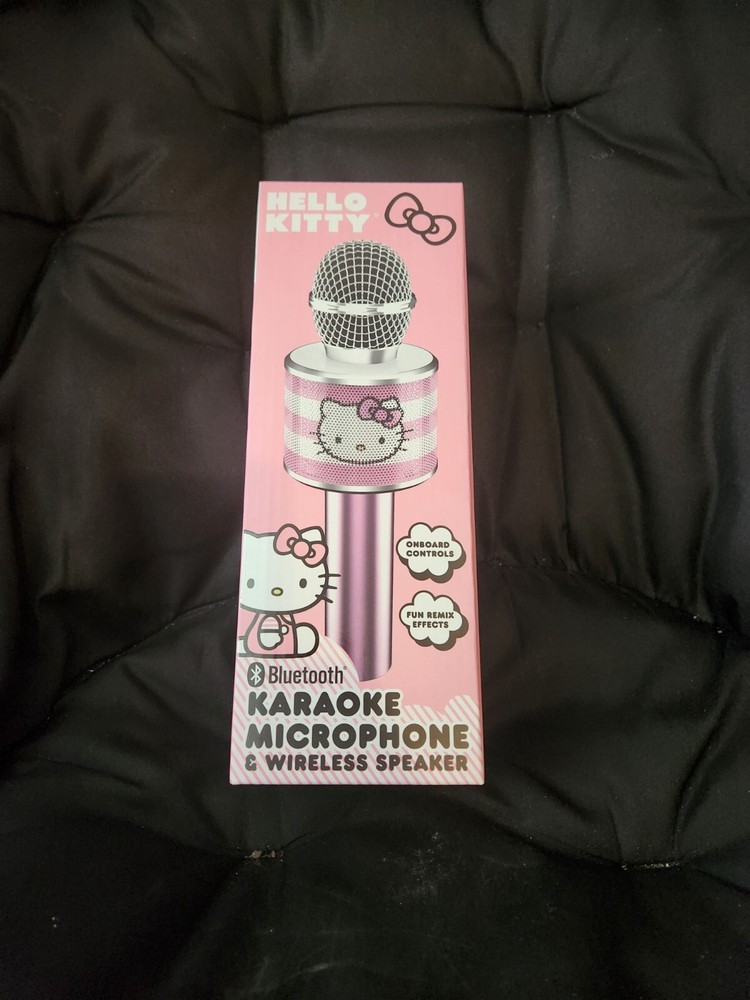 HELLO
KITTY®
ONBOARD
CONTROLS
FUN REMIX
EFFECTS
Bluetooth®
KARAOKE
MICROPHONE
& WIRELESS SPEAKER